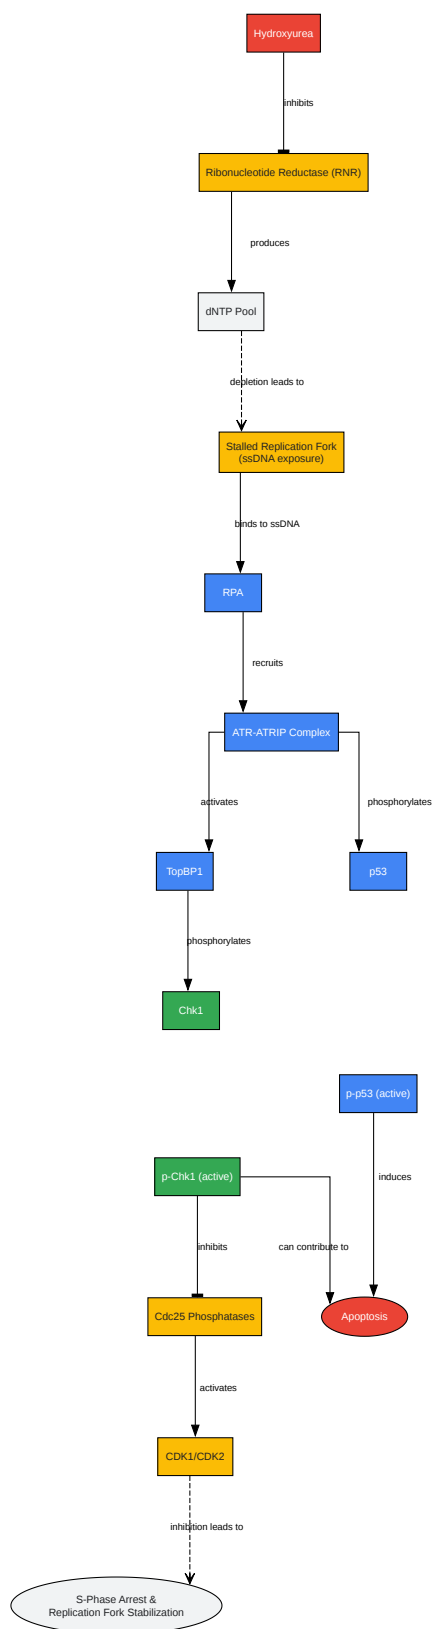 Hydroxyurea
inhibits
Ribonucleotide Reductase (RNR)
produces
dNTP Pool
depletion leads to
Stalled Replication Fork
(ssDNA exposure)
binds to ssDNA
RPA
recruits
ATR-ATRIP Complex
activates
phosphorylates
TopBP1
p53
phosphorylates
Chk1
p-p53 (active)
p-Chk1 (active)
induces
inhibits
can contribute to
Cdc25 Phosphatases
Apoptosis
activates
CDK1/CDK2
inhibition leads to
S-Phase Arrest &
Replication Fork Stabilization